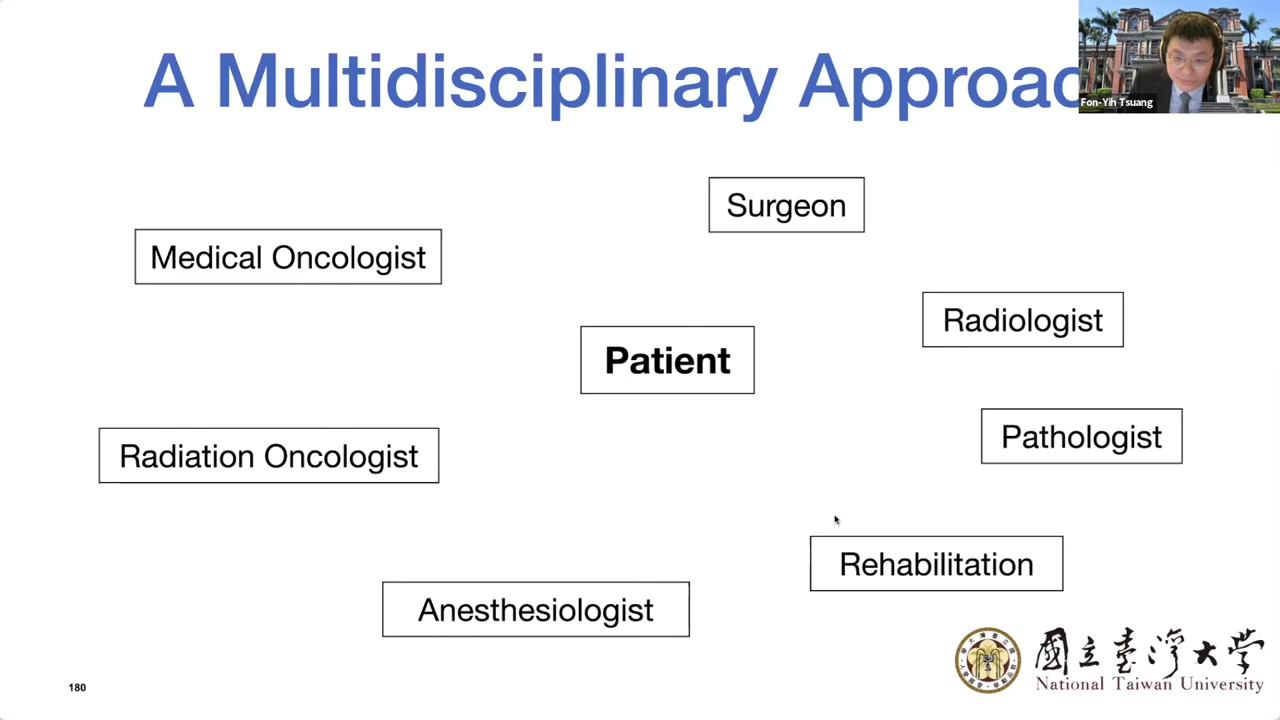 A Multidisciplinary Approac
Fon-Yih Tsuang
Surgeon
Medical Oncologist
Radiologist
Patient
Pathologist
Radiation Oncologist
Rehabilitation
Anesthesiologist
國立臺灣大學
National Taiwan University
180